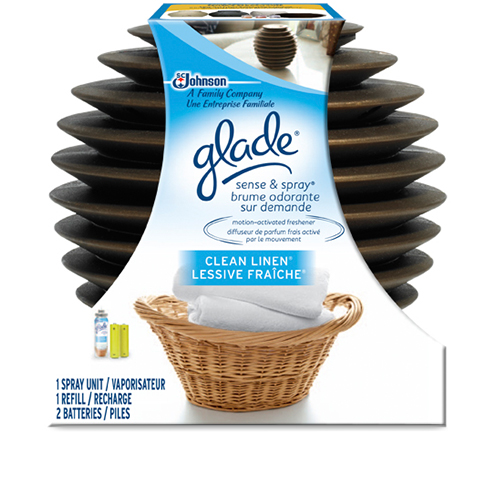 SC Johnson
A Family Company
Une Entreprise Familiale
glade®
sense & spray®
brume odorante
sur demande
motion-activated freshener
diffuseur de parfum frais activé
par le mouvement
CLEAN LINEN®
LESSIVE FRAÎCHE®
1 SPRAY UNIT / VAPORISATEUR
1 REFILL / RECHARGE
2 BATTERIES / PILES